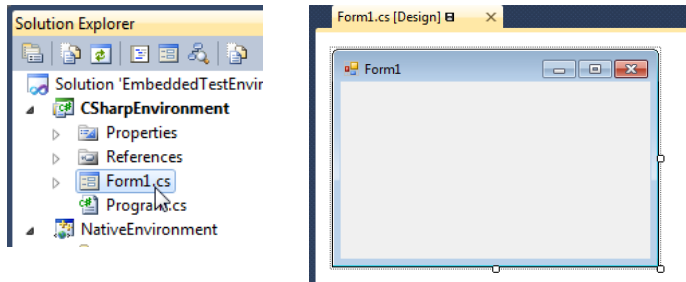 Solution Explorer
Solution 'EmbeddedTestEnvir
CSharpEnvironment
Properties
References
Form1.cs
Program.cs
NativeEnvironment
Form1.cs [Design]
Form1